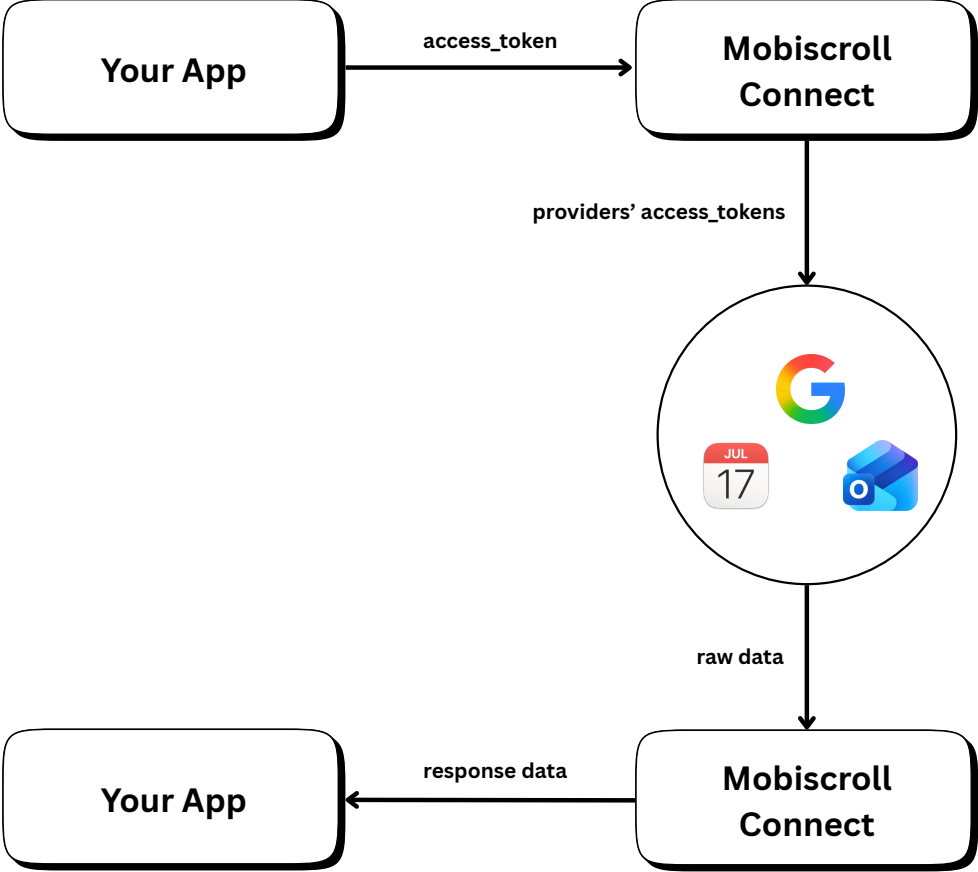 Your App
access_token
Mobiscroll
Connect
providers’ access_tokens
JUL
17
O
raw data
Your App
response data
Mobiscroll
Connect